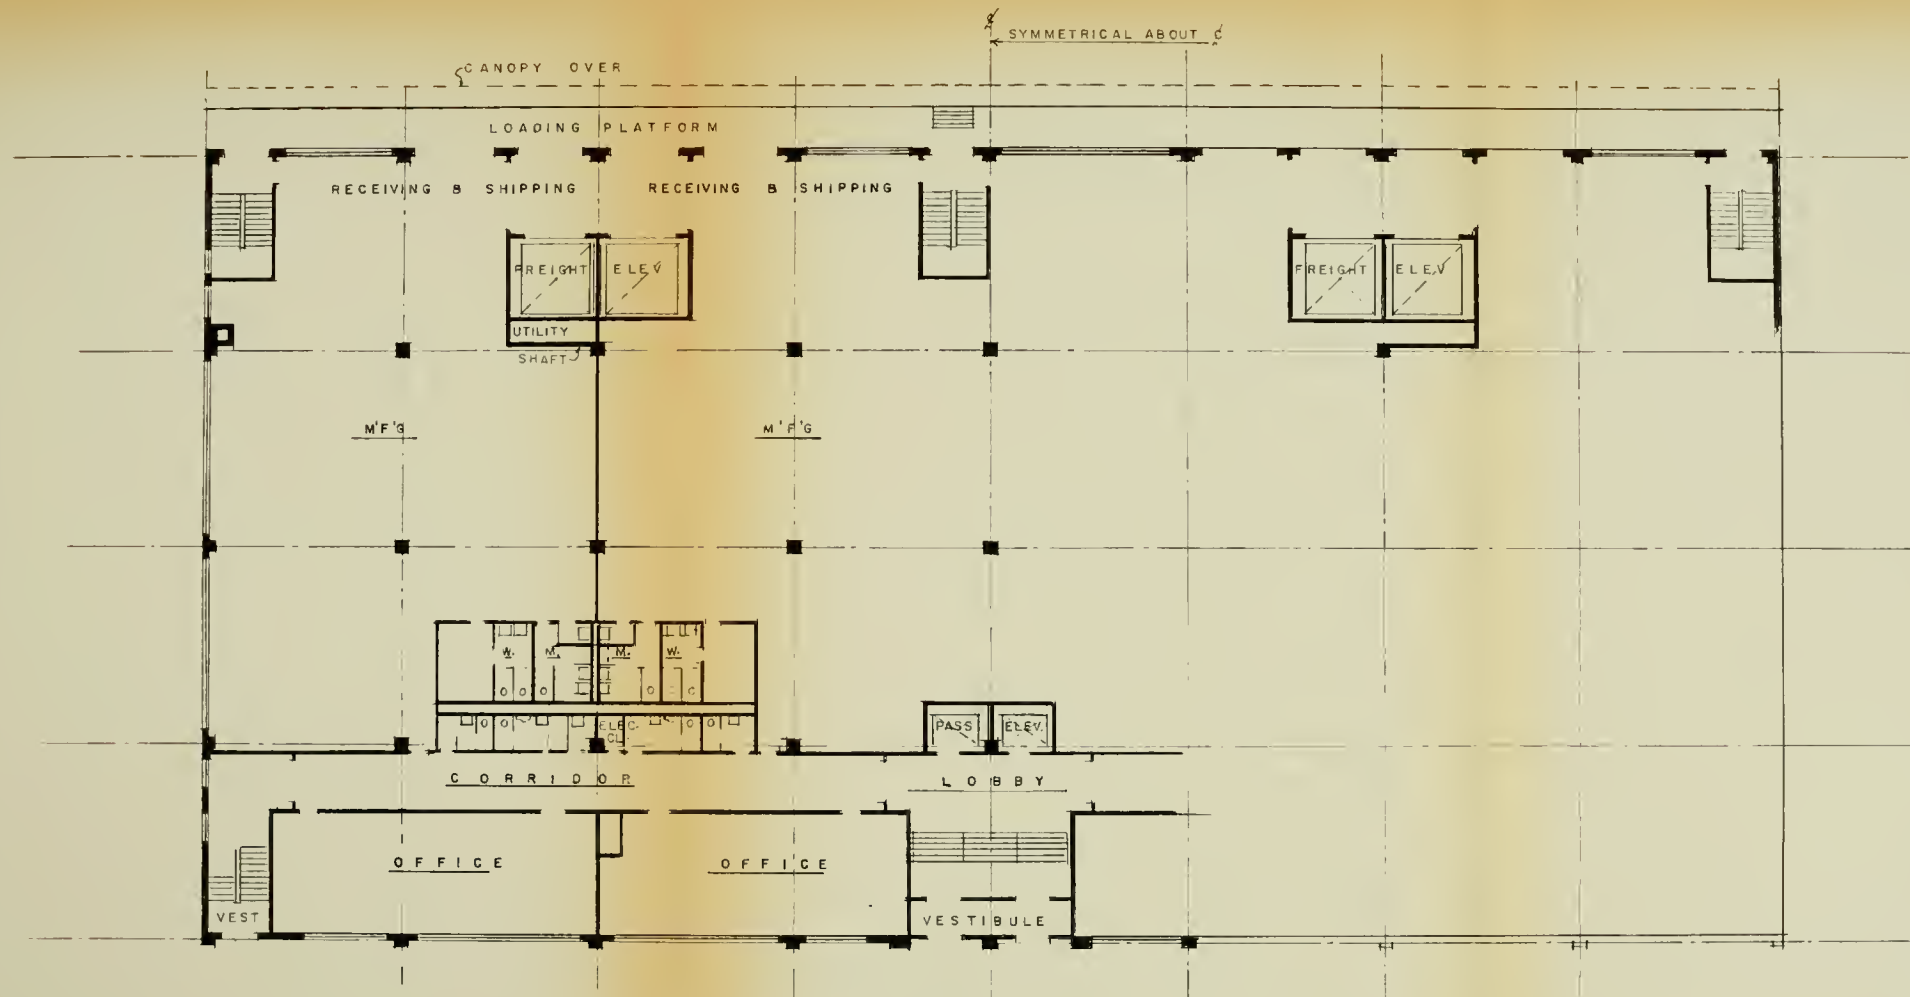 ℄
SYMMETRICAL ABOUT ℄
CANOPY OVER
LOADING PLATFORM
RECEIVING & SHIPPING RECEIVING & SHIPPING
FREIGHT ELEV FREIGHT ELEV
UTILITY
SHAFT
M'F'G M'F'G
W. M. M. W.
ELEC.
CL.
PASS ELEV.
CORRIDOR
LOBBY
OFFICE OFFICE
VEST
VESTIBULE